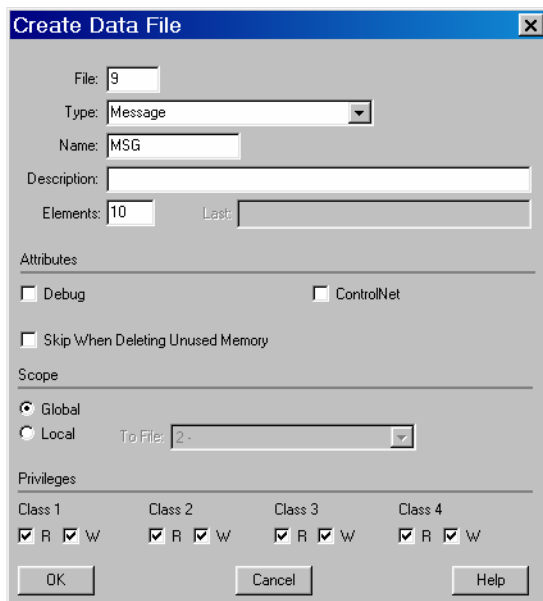 Create Data File
File: 9
Type: Message
Name: MSG
Description:
Elements: 10 Last:
Attributes
Debug ControlNet
Skip When Deleting Unused Memory
Scope
Global
Local To File: 2 -
Privileges
Class 1 Class 2 Class 3 Class 4
R W R W R W R W
OK Cancel Help